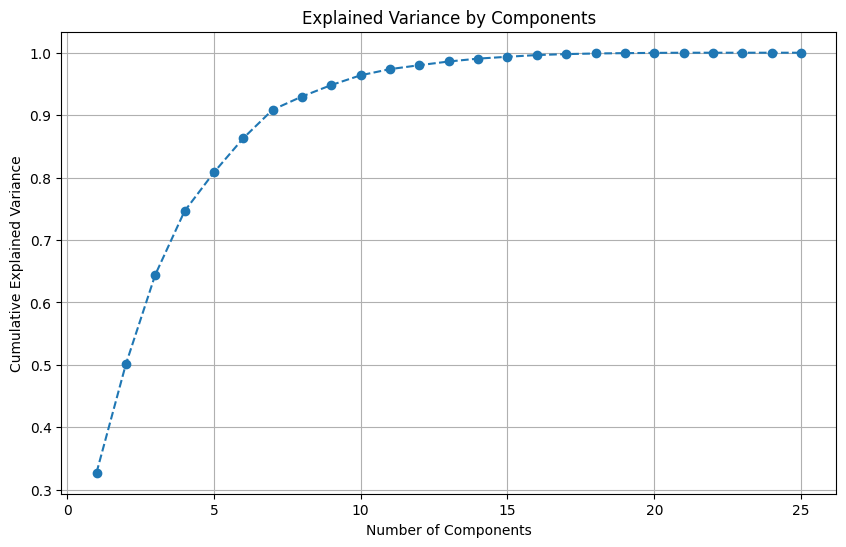 Explained Variance by Components
Cumulative Explained Variance
1.0
0.9
0.8
0.7
0.6
0.5
0.4
0.3
0 5 10 15 20 25
Number of Components